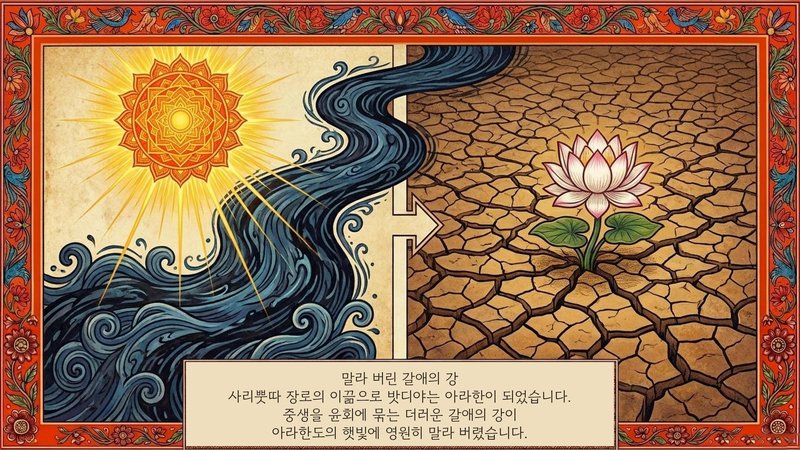 말라 버린 갈애의 강
사리뿟따 장로의 이끎으로 밧디야는 아라한이 되었습니다.
중생을 윤회에 묶는 더러운 갈애의 강이
아라한도의 햇빛에 영원히 말라 버렸습니다.